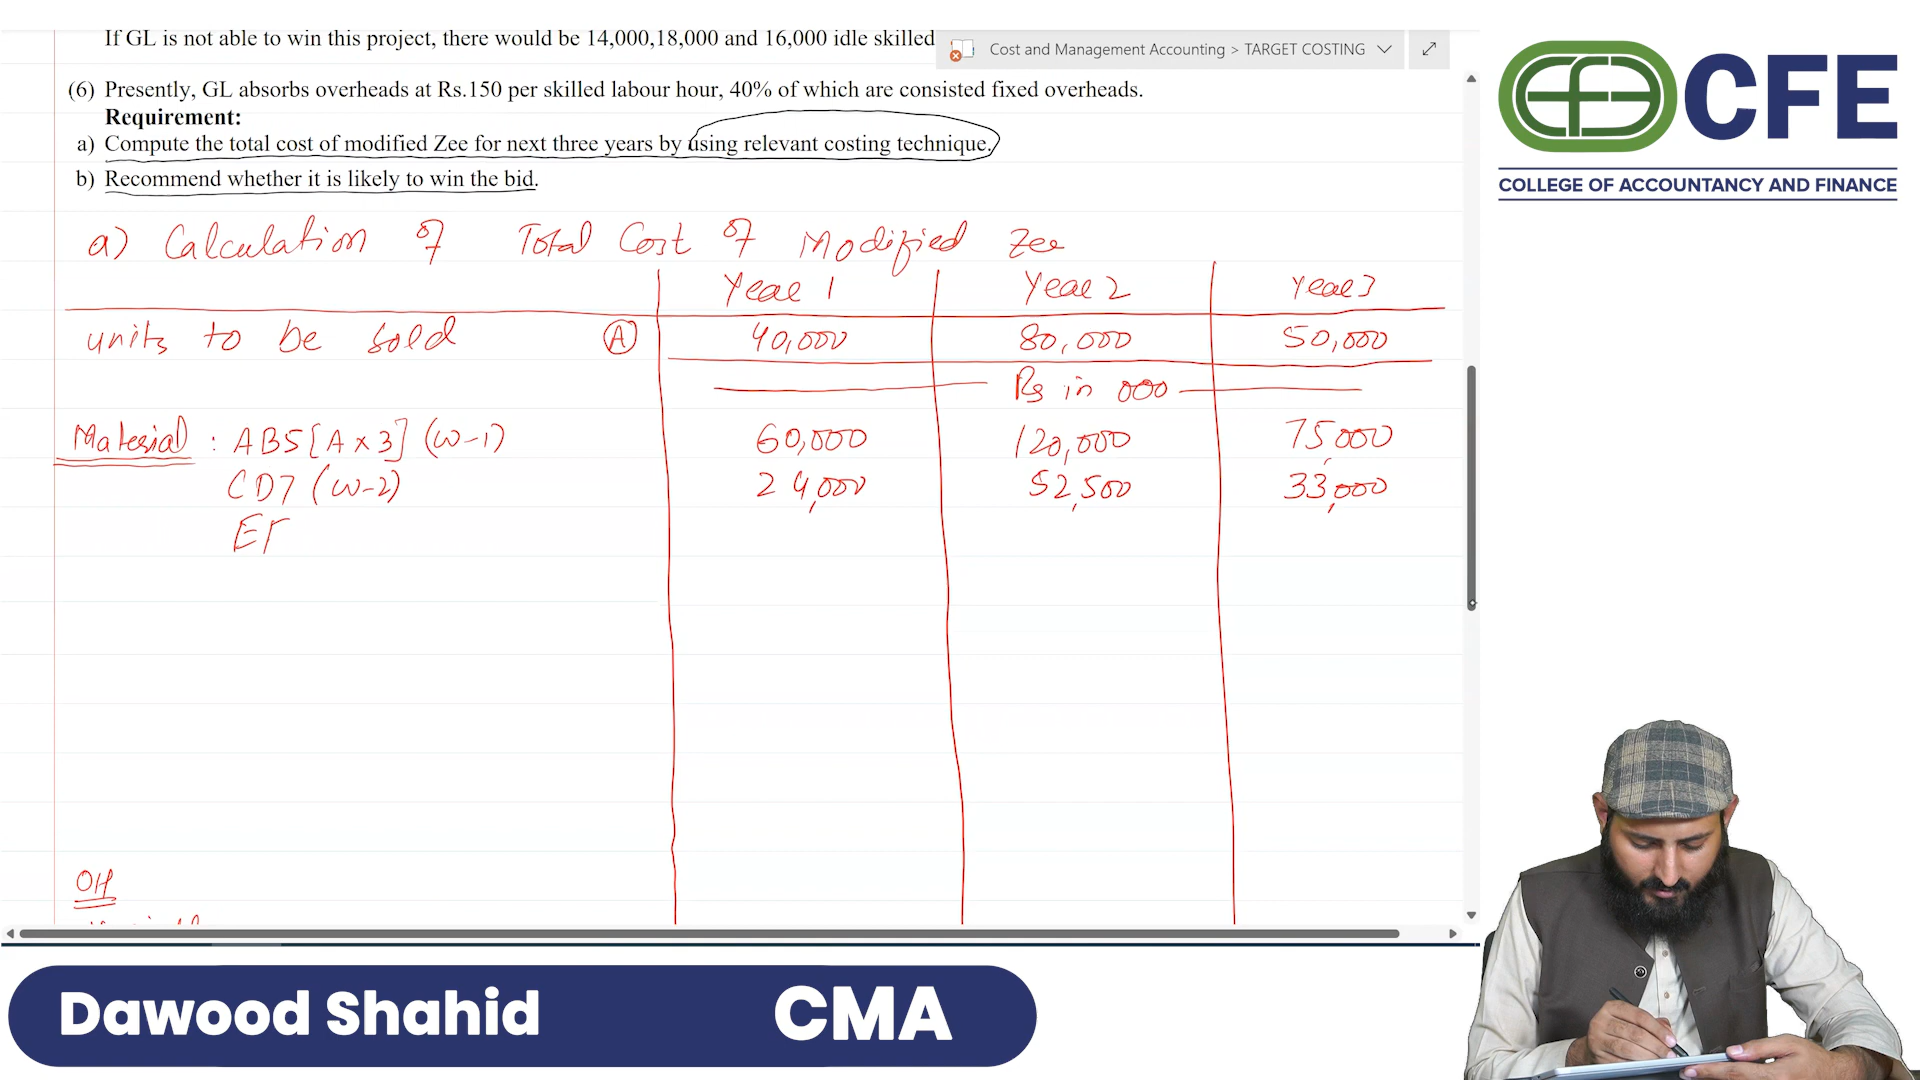 If GL is not able to win this project, there would be 14,000,18,000 and 16,000 idle skilled
Cost and Management Accounting > TARGET COSTING
(6) Presently, GL absorbs overheads at Rs.150 per skilled labour hour, 40% of which are consisted fixed overheads.
Requirement:
a) Compute the total cost of modified Zee for next three years by using relevant costing technique.
b) Recommend whether it is likely to win the bid.
a) Calculation of Total Cost of Modified Zee
Year 1 Year 2 Year 3
units to be sold A 40,000 80,000 50,000
Rs in 000
Material : AB5 [A x 3] (W-1) 60,000 120,000 75,000
CD7 (W-2) 24,000 52,500 33,000
OH
CFE
COLLEGE OF ACCOUNTANCY AND FINANCE
Dawood Shahid CMA